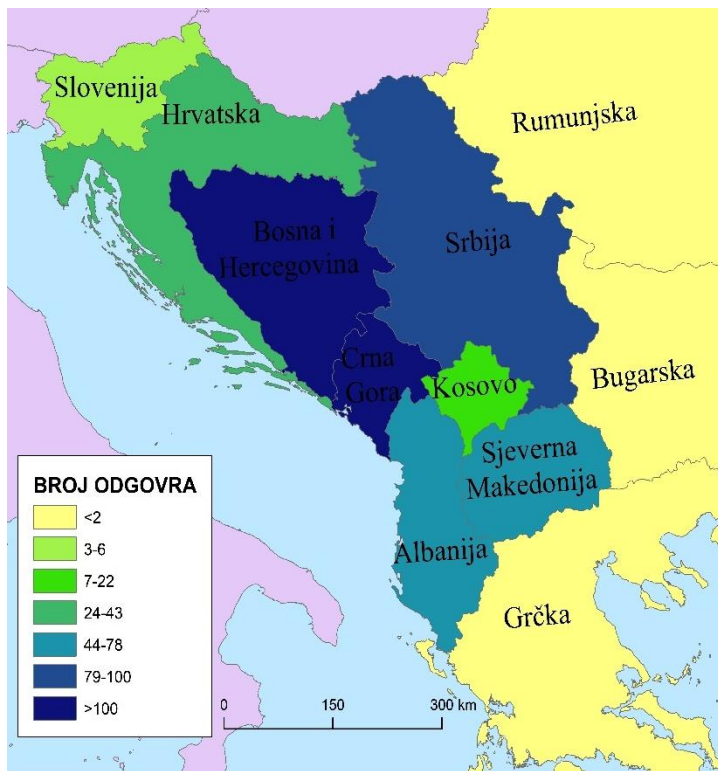 Slovenija
Hrvatska
Rumunjska
Bosna i
Hercegovina
Srbija
Crna
Gora
Kosovo
Bugarska
Sjeverna
Makedonija
Albanija
Grčka
BROJ ODGOVRA
<2
3-6
7-22
24-43
44-78
79-100
>100
0 150 300 km